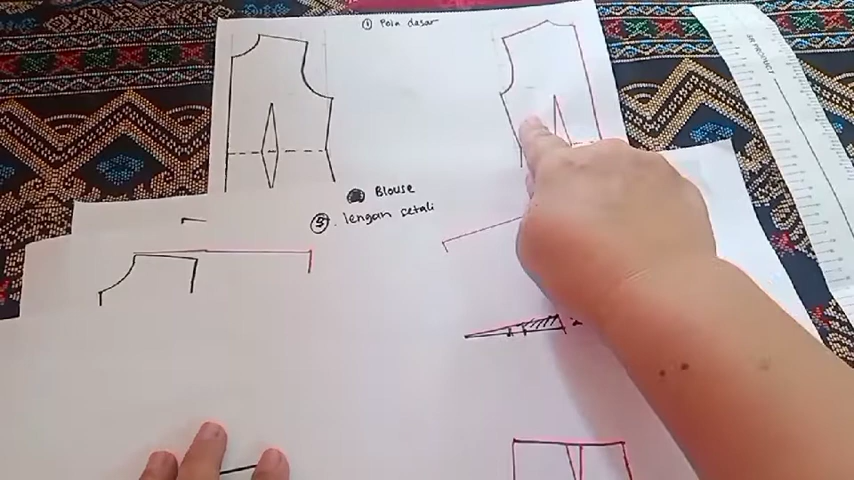 ① Pola dasar
Blouse
⑤. lengan setali